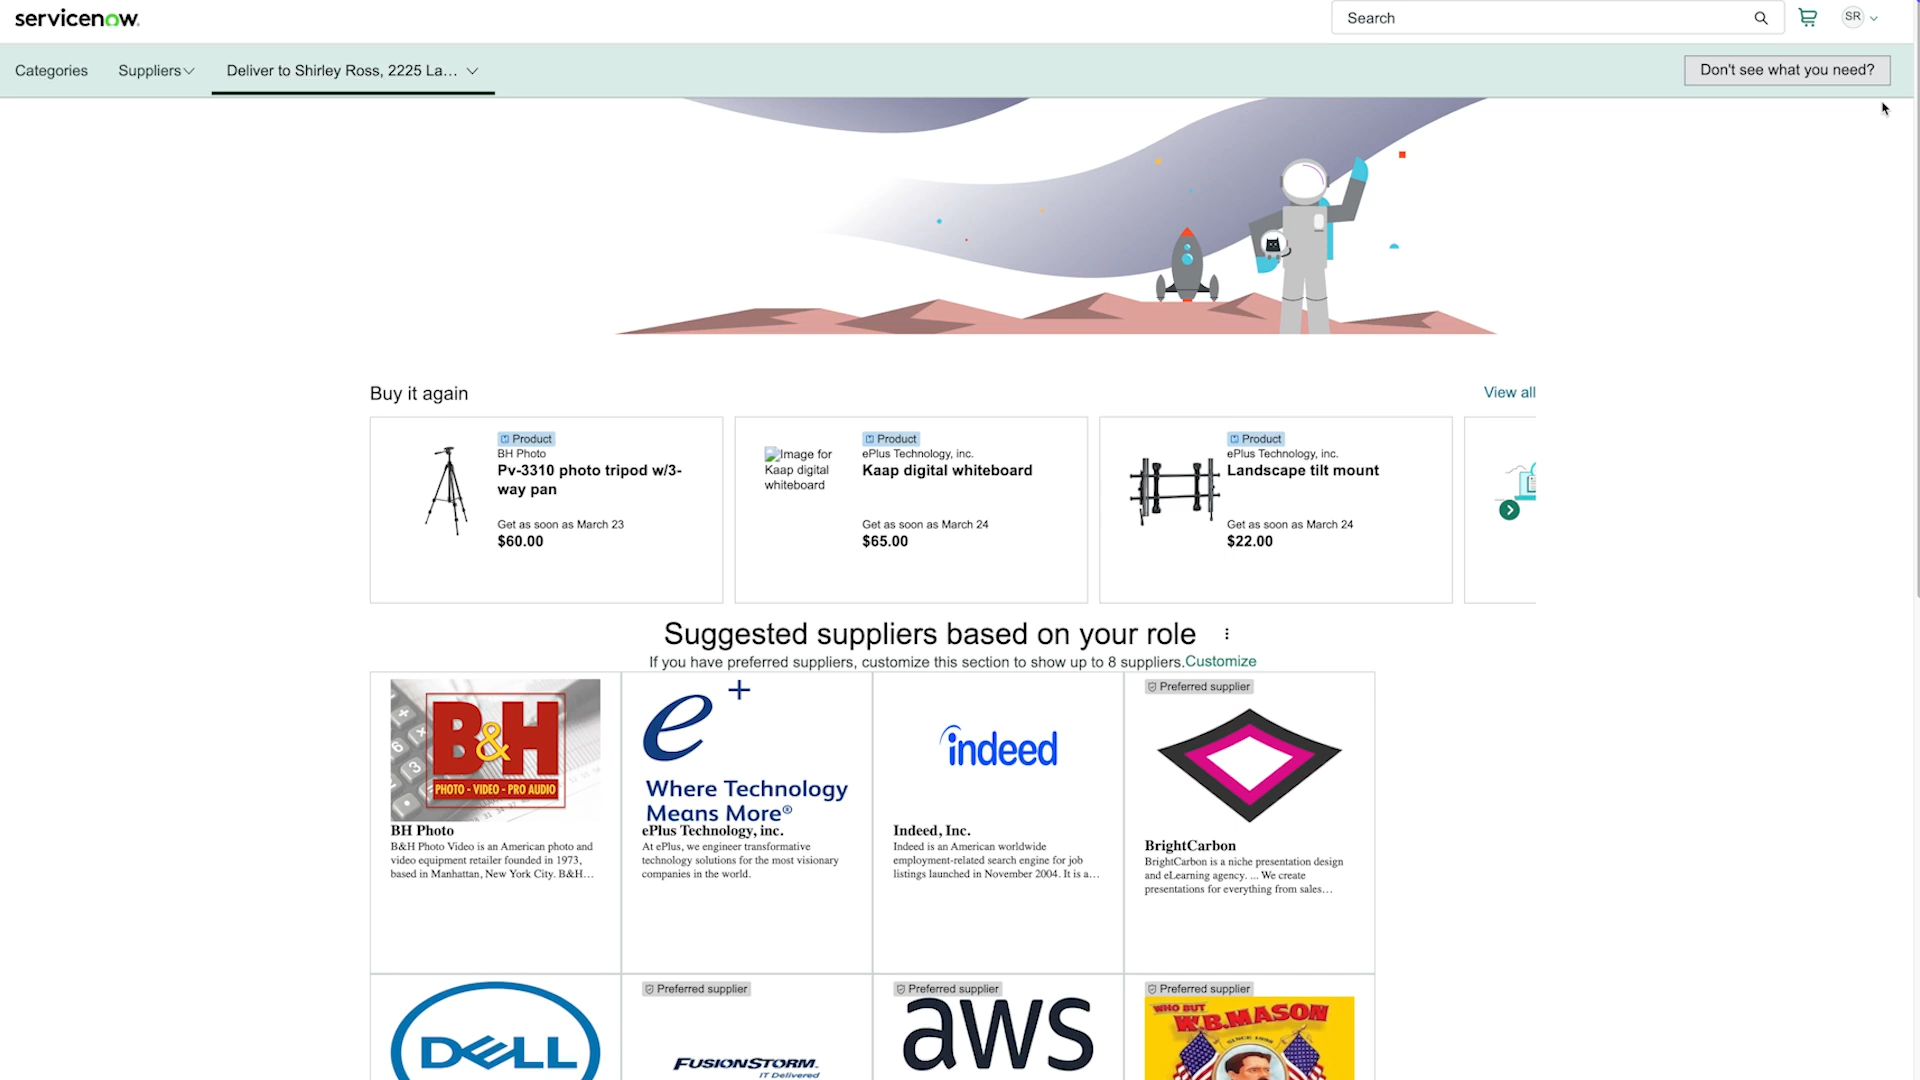 servicenow
Search
SR
Categories
Suppliers
Deliver to Shirley Ross, 2225 La...
Don't see what you need?
Buy it again
View all
Product
BH Photo
Pv-3310 photo tripod w/3-
way pan
Get as soon as March 23
$60.00
Image for
Kaap digital
whiteboard
Product
ePlus Technology, inc.
Kaap digital whiteboard
Get as soon as March 24
$65.00
Product
ePlus Technology, inc.
Landscape tilt mount
Get as soon as March 24
$22.00
Suggested suppliers based on your role
If you have preferred suppliers, customize this section to show up to 8 suppliers.Customize
B&H
PHOTO - VIDEO - PRO AUDIO
BH Photo
B&H Photo Video is an American photo and
video equipment retailer founded in 1973,
based in Manhattan, New York City. B&H...
e+
Where Technology
Means More®
ePlus Technology, inc.
At ePlus, we engineer transformative
technology solutions for the most visionary
companies in the world.
indeed
Indeed, Inc.
Indeed is an American worldwide
employment-related search engine for job
listings launched in November 2004. It is a...
Preferred supplier
BrightCarbon
BrightCarbon is a niche presentation design
and eLearning agency. ... We create
presentations for everything from sales...
DELL
Preferred supplier
FUSIONSTORM
IT Delivered
Preferred supplier
aws
Preferred supplier
WHO BUT
W.B. MASON
SINCE 1898